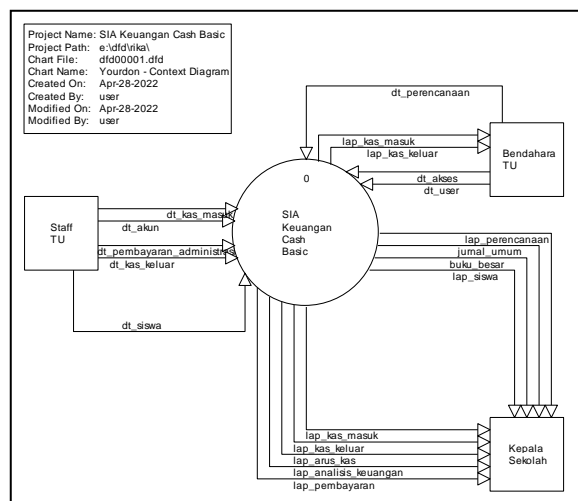 Project Name: SIA Keuangan Cash Basic
Project Path: e:\dfd\rika\
Chart File: dfd00001.dfd
Chart Name: Yourdon - Context Diagram
Created On: Apr-28-2022
Created By: user
Modified On: Apr-28-2022
Modified By: user
dt_perencanaan
lap_kas_masuk
lap_kas_keluar
Bendahara
TU
dt_akses
dt_user
0
SIA
Keuangan
Cash
Basic
Staff
TU
dt_kas_masuk
dt_akun
dt_pembayaran_administras
dt_kas_keluar
dt_siswa
lap_perencanaan
jurnal_umum
buku_besar
lap_siswa
lap_kas_masuk
lap_kas_keluar
lap_arus_kas
lap_analisis_keuangan
lap_pembayaran
Kepala
Sekolah